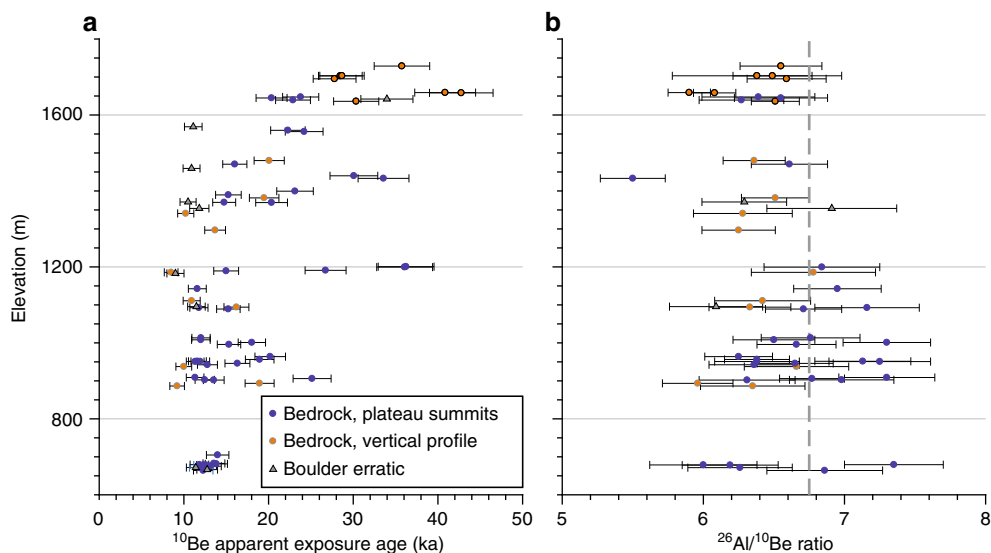 a
b
Elevation (m)
1600
1200
800
Bedrock, plateau summits
Bedrock, vertical profile
Boulder erratic
0 10 20 30 40 50
5 6 7 8
¹⁰Be apparent exposure age (ka)
²⁶Al/¹⁰Be ratio